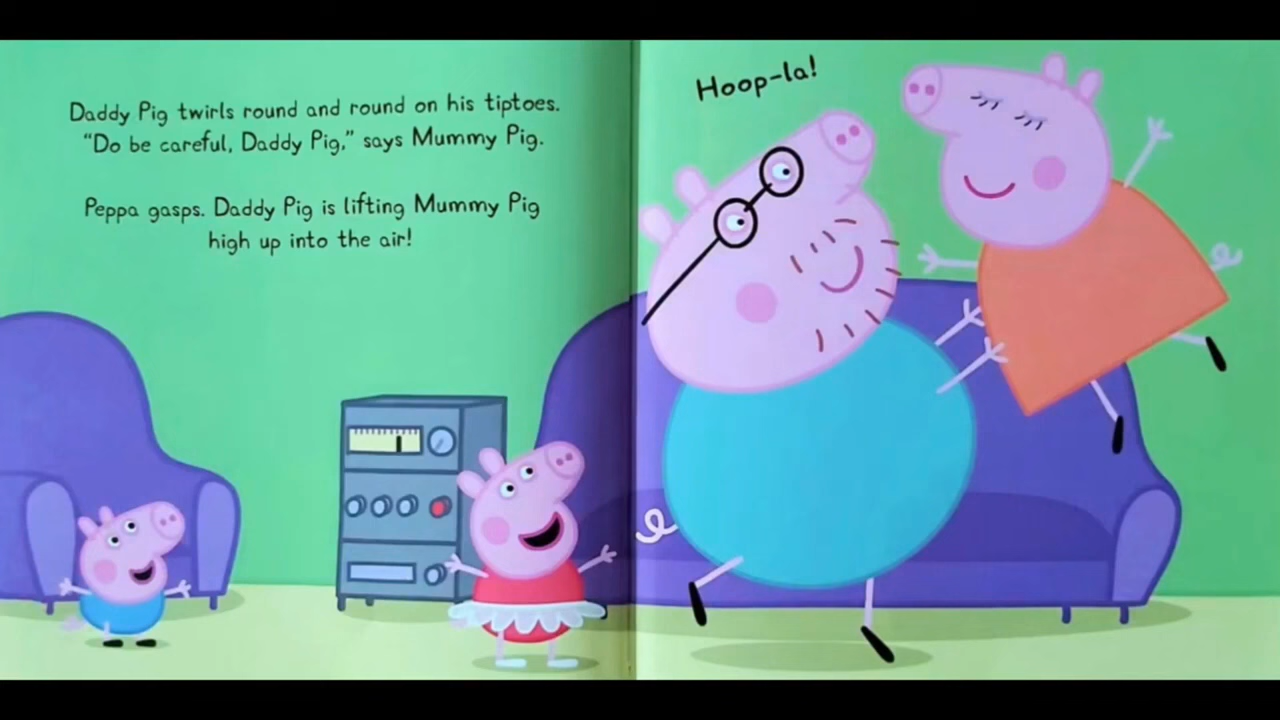 Daddy Pig twirls round and round on his tiptoes.
“Do be careful, Daddy Pig,” says Mummy Pig.
Peppa gasps. Daddy Pig is lifting Mummy Pig
high up into the air!
Hoop-la!